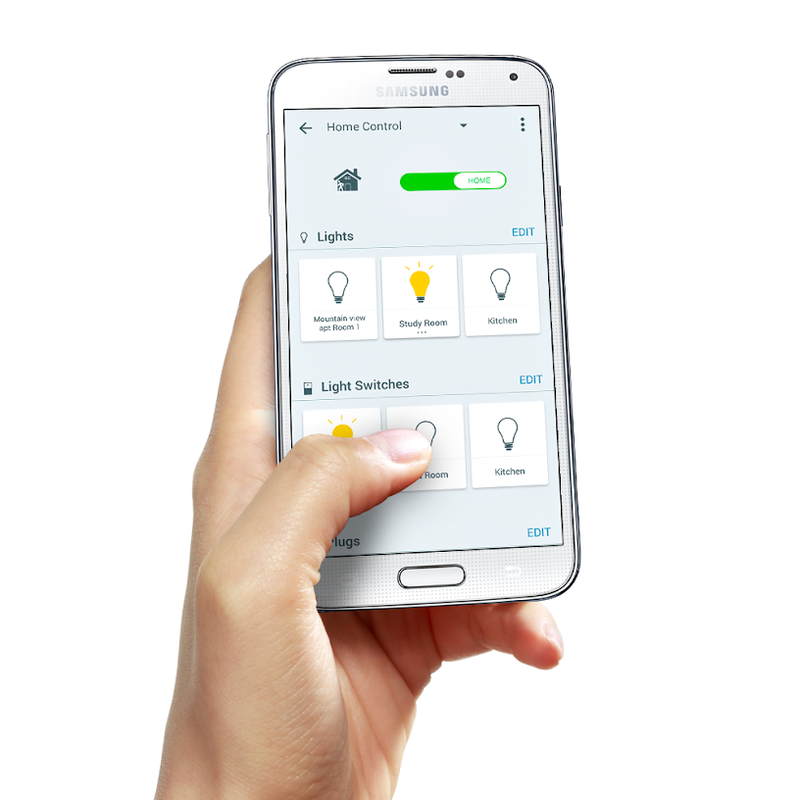 SAMSUNG
Home Control
HOME
Lights
EDIT
Mountain view
apt Room 1
Study Room
Kitchen
Light Switches
EDIT
Room
Kitchen
lugs
EDIT